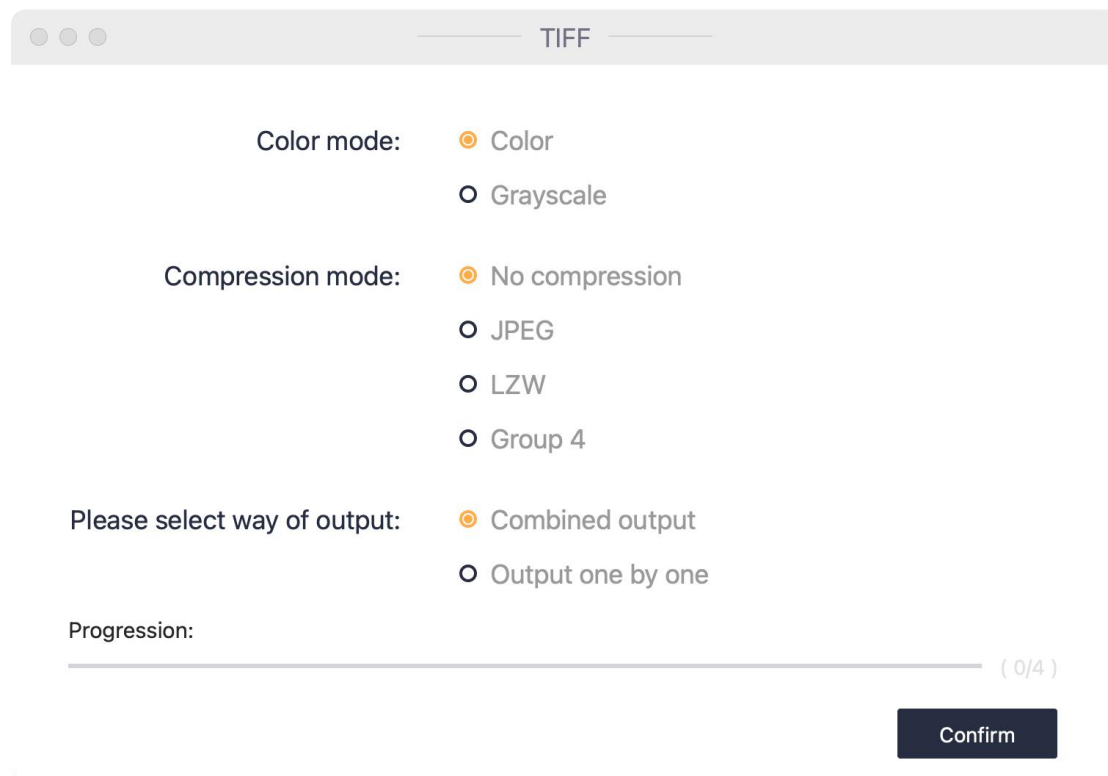 TIFF
Color mode:
Color
Grayscale
Compression mode:
No compression
JPEG
LZW
Group 4
Please select way of output:
Combined output
Output one by one
Progression:
( 0/4 )
Confirm